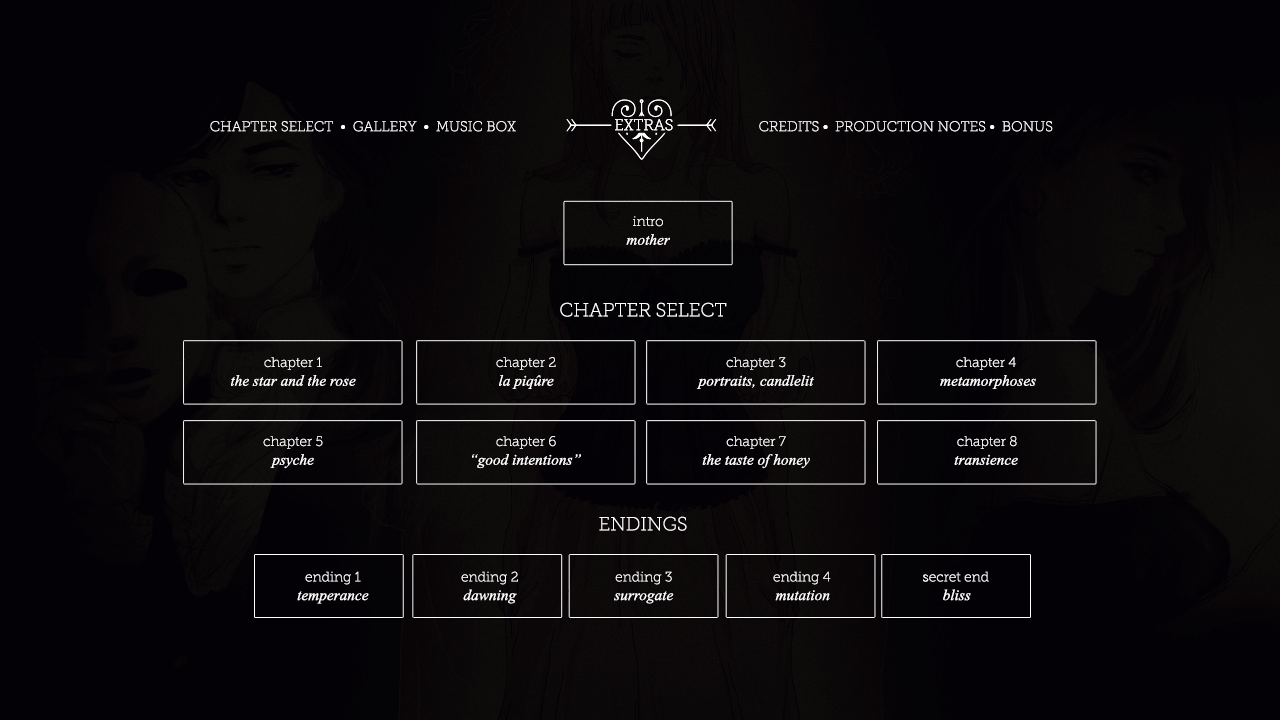 CHAPTER SELECT • GALLERY • MUSIC BOX
EXTRAS
CREDITS • PRODUCTION NOTES • BONUS
intro
mother
CHAPTER SELECT
chapter 1
the star and the rose
chapter 2
la piqûre
chapter 3
portraits, candlelit
chapter 4
metamorphoses
chapter 5
psyche
chapter 6
“good intentions”
chapter 7
the taste of honey
chapter 8
transience
ENDINGS
ending 1
temperance
ending 2
dawning
ending 3
surrogate
ending 4
mutation
secret end
bliss